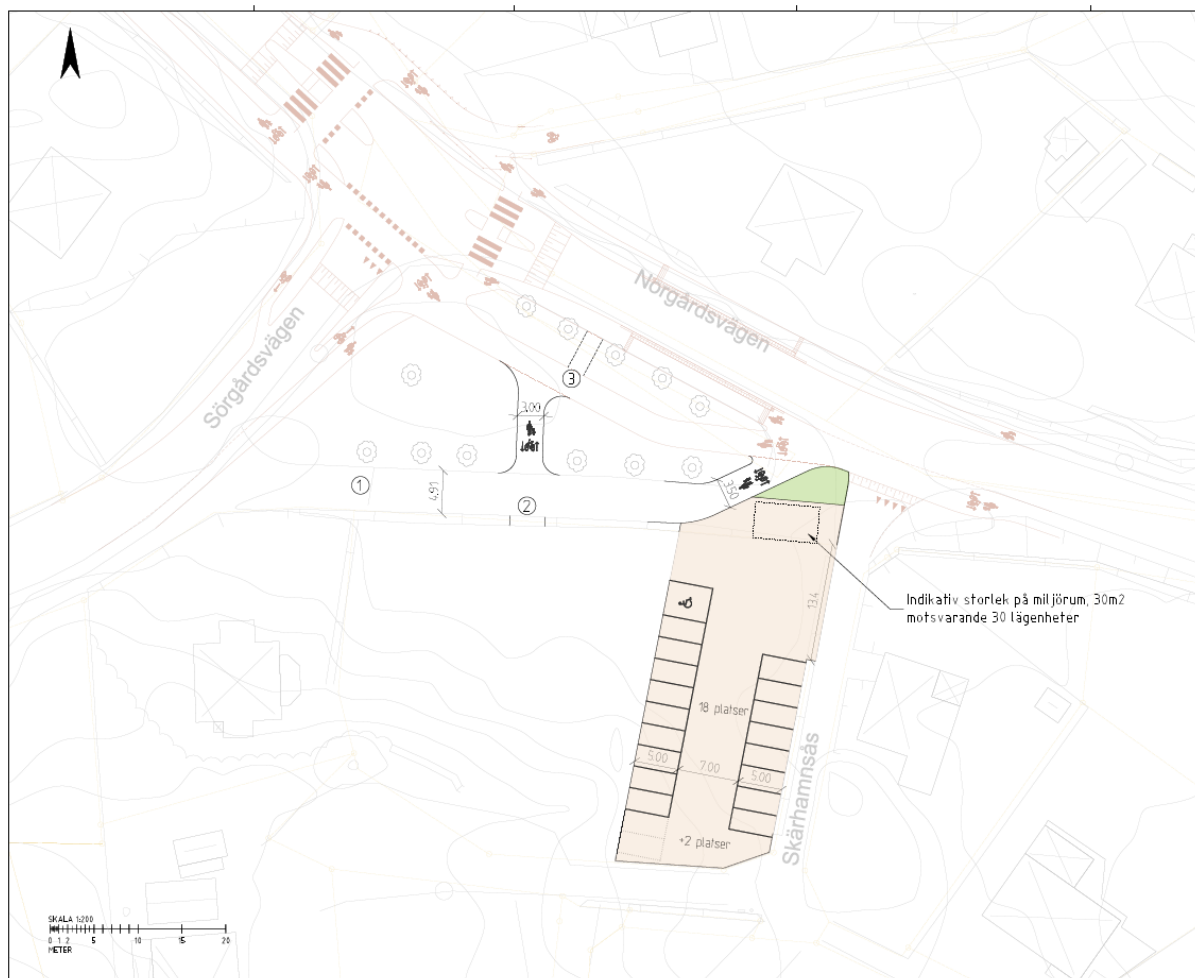 Norgårdsvägen
Sörgårdsvägen
3
3.00
1
4.91
2
3.50
Indikativ storlek på miljörum, 30m2
motsvarande 30 lägenheter
13.4
18 platser
5.00
7.00
5.00
Skärhamnsås
+2 platser
SKALA 1:200
0 1 2 5 10 15 20
METER